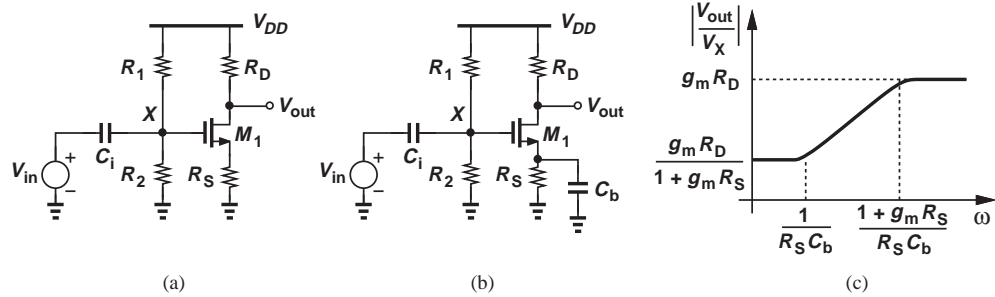 V_DD
R_1
R_D
X
V_out
M_1
C_i
V_in
+
−
R_2
R_S
(a)
V_DD
R_1
R_D
X
V_out
M_1
C_i
V_in
+
−
R_2
R_S
C_b
(b)
|V_out / V_X|
g_m R_D
g_m R_D / 1 + g_m R_S
1 / R_S C_b
1 + g_m R_S / R_S C_b
ω
(c)